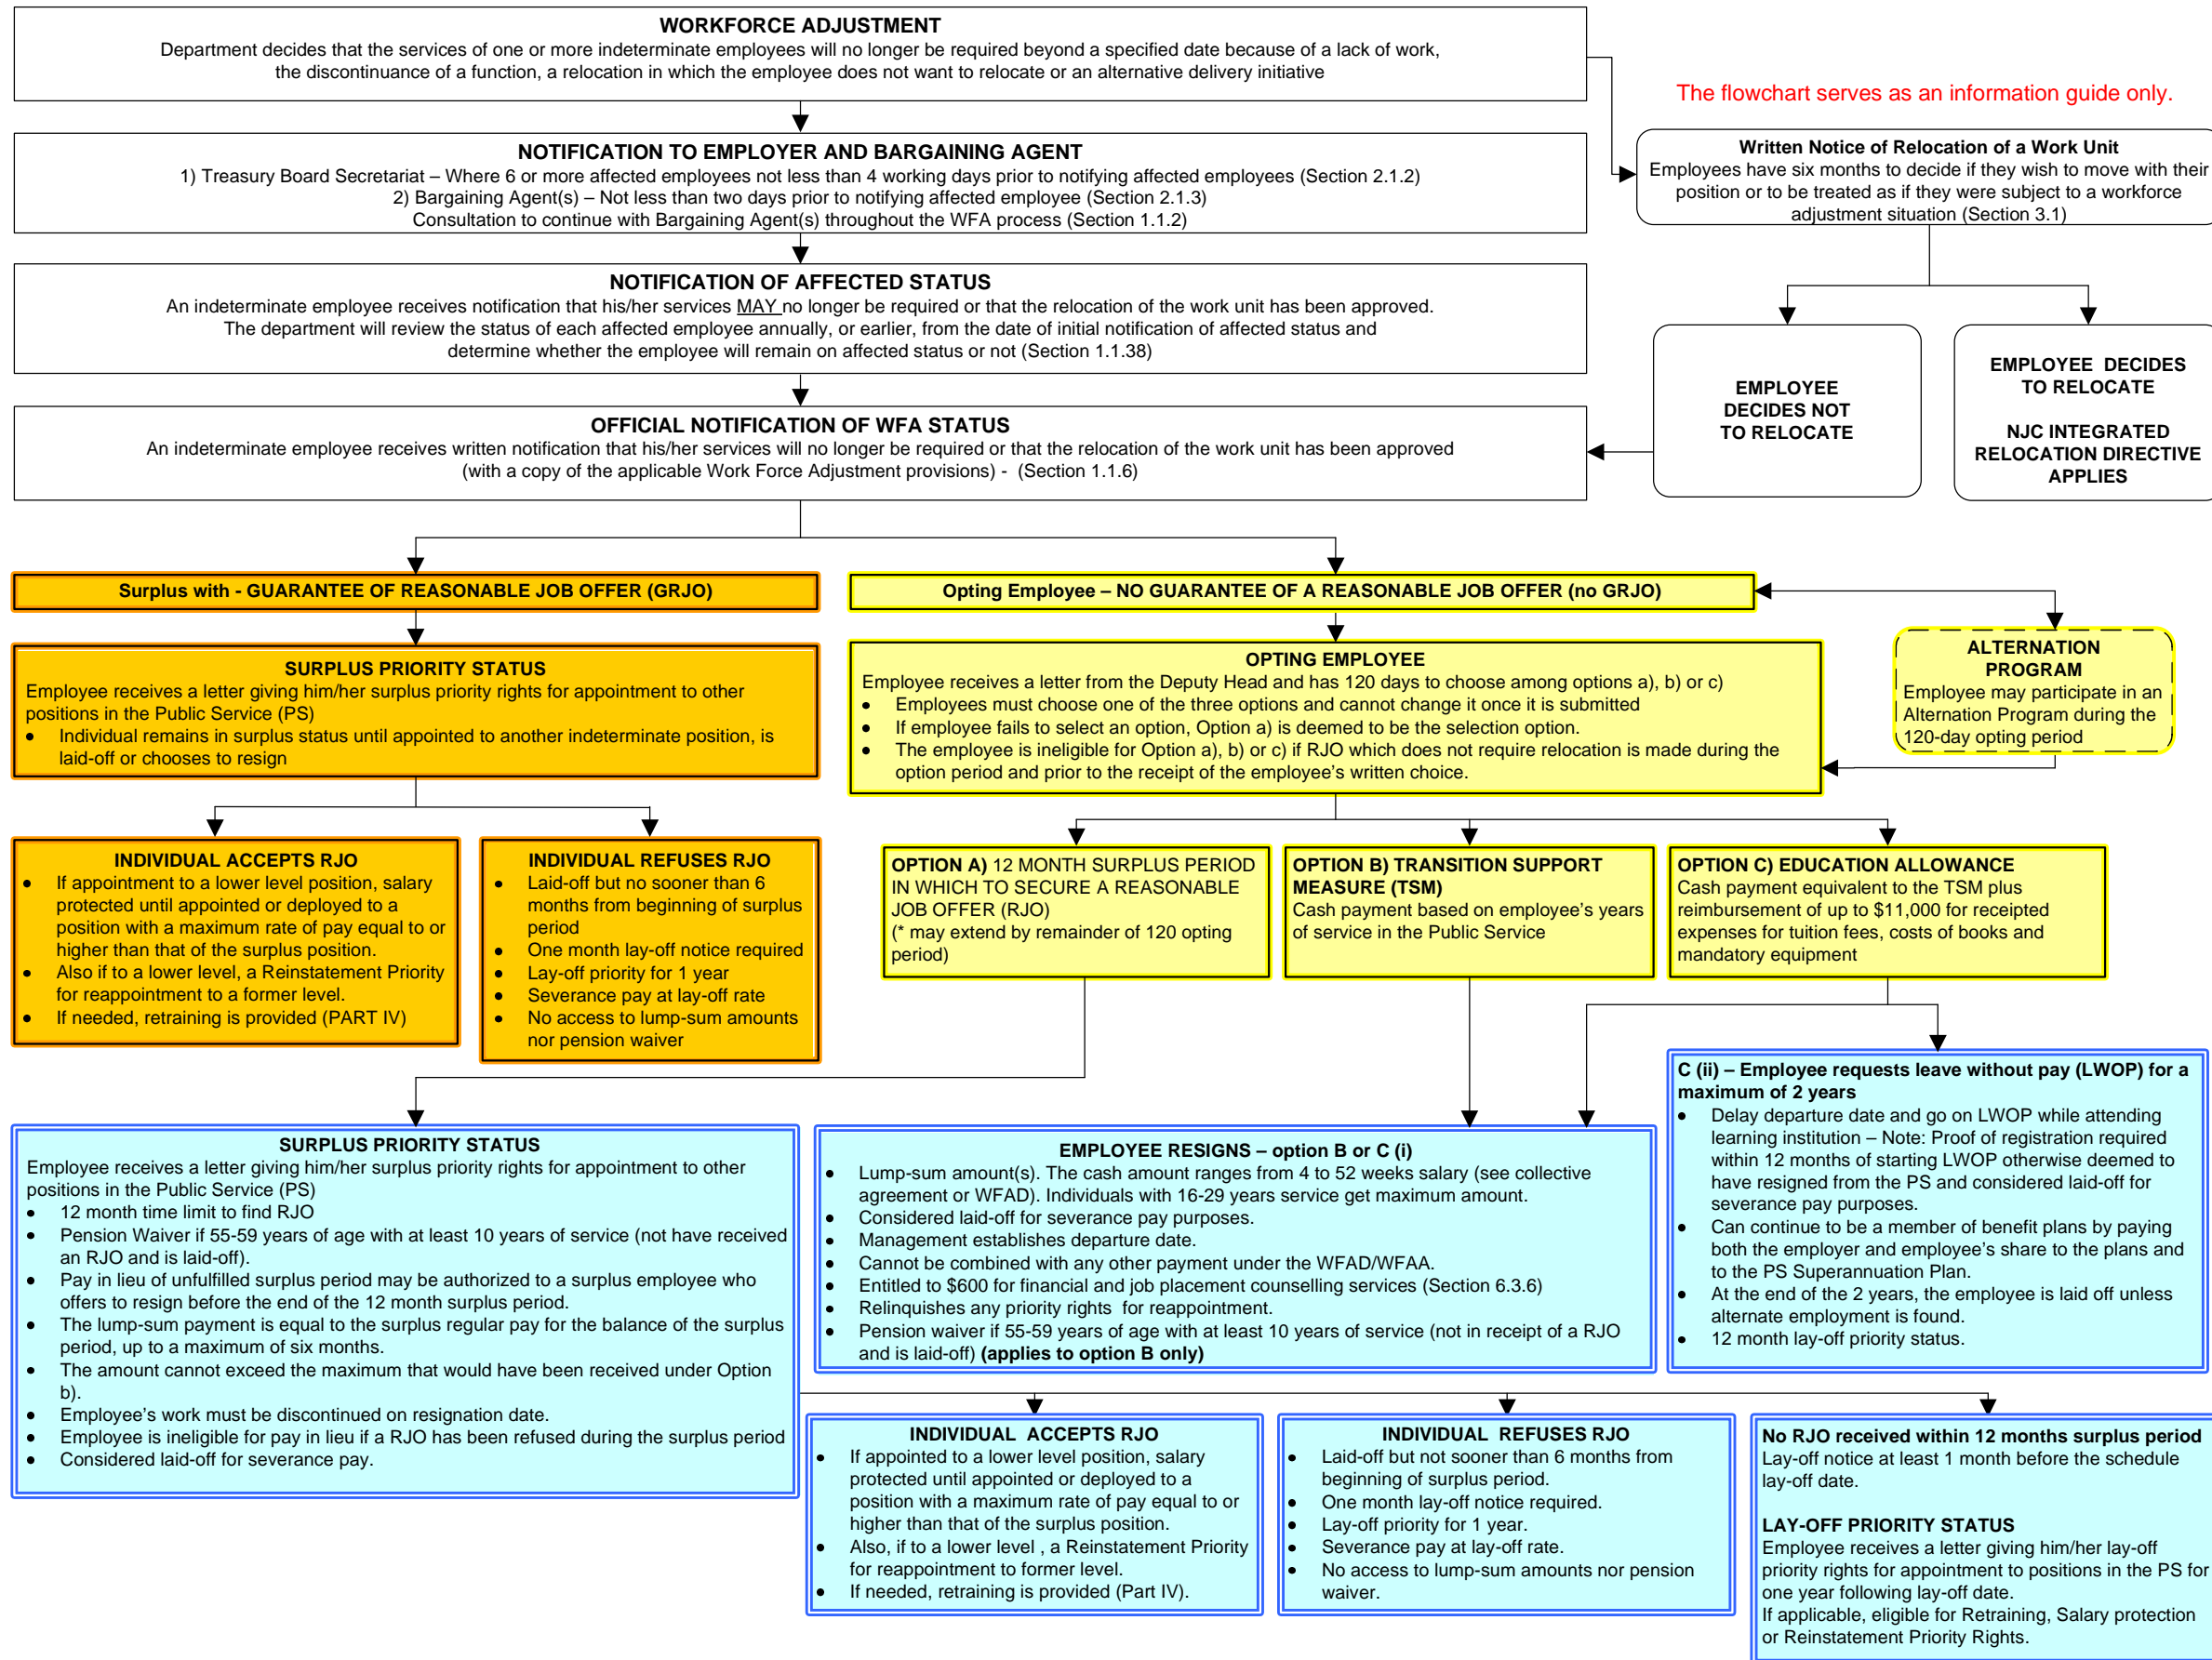 WORKFORCE ADJUSTMENT
Department decides that the services of one or more indeterminate employees will no longer be required beyond a specified date because of a lack of work,
the discontinuance of a function, a relocation in which the employee does not want to relocate or an alternative delivery initiative
The flowchart serves as an information guide only.
NOTIFICATION TO EMPLOYER AND BARGAINING AGENT
1) Treasury Board Secretariat – Where 6 or more affected employees not less than 4 working days prior to notifying affected employees (Section 2.1.2)
2) Bargaining Agent(s) – Not less than two days prior to notifying affected employee (Section 2.1.3)
Consultation to continue with Bargaining Agent(s) throughout the WFA process (Section 1.1.2)
Written Notice of Relocation of a Work Unit
Employees have six months to decide if they wish to move with their
position or to be treated as if they were subject to a workforce
adjustment situation (Section 3.1)
NOTIFICATION OF AFFECTED STATUS
An indeterminate employee receives notification that his/her services MAY no longer be required or that the relocation of the work unit has been approved.
The department will review the status of each affected employee annually, or earlier, from the date of initial notification of affected status and
determine whether the employee will remain on affected status or not (Section 1.1.38)
EMPLOYEE
DECIDES NOT
TO RELOCATE
EMPLOYEE DECIDES
TO RELOCATE
NJC INTEGRATED
RELOCATION DIRECTIVE
APPLIES
OFFICIAL NOTIFICATION OF WFA STATUS
An indeterminate employee receives written notification that his/her services will no longer be required or that the relocation of the work unit has been approved
(with a copy of the applicable Work Force Adjustment provisions) - (Section 1.1.6)
Surplus with - GUARANTEE OF REASONABLE JOB OFFER (GRJO)
Opting Employee – NO GUARANTEE OF A REASONABLE JOB OFFER (no GRJO)
SURPLUS PRIORITY STATUS
Employee receives a letter giving him/her surplus priority rights for appointment to other
positions in the Public Service (PS)
• Individual remains in surplus status until appointed to another indeterminate position, is
laid-off or chooses to resign
OPTING EMPLOYEE
Employee receives a letter from the Deputy Head and has 120 days to choose among options a), b) or c)
• Employees must choose one of the three options and cannot change it once it is submitted
• If employee fails to select an option, Option a) is deemed to be the selection option.
• The employee is ineligible for Option a), b) or c) if RJO which does not require relocation is made during the
option period and prior to the receipt of the employee's written choice.
ALTERNATION
PROGRAM
Employee may participate in an
Alternation Program during the
120-day opting period
INDIVIDUAL ACCEPTS RJO
• If appointment to a lower level position, salary
protected until appointed or deployed to a
position with a maximum rate of pay equal to or
higher than that of the surplus position.
• Also if to a lower level, a Reinstatement Priority
for reappointment to a former level.
• If needed, retraining is provided (PART IV)
INDIVIDUAL REFUSES RJO
• Laid-off but no sooner than 6
months from beginning of surplus
period
• One month lay-off notice required
• Lay-off priority for 1 year
• Severance pay at lay-off rate
• No access to lump-sum amounts
nor pension waiver
OPTION A) 12 MONTH SURPLUS PERIOD
IN WHICH TO SECURE A REASONABLE
JOB OFFER (RJO)
(* may extend by remainder of 120 opting
period)
OPTION B) TRANSITION SUPPORT
MEASURE (TSM)
Cash payment based on employee's years
of service in the Public Service
OPTION C) EDUCATION ALLOWANCE
Cash payment equivalent to the TSM plus
reimbursement of up to $11,000 for receipted
expenses for tuition fees, costs of books and
mandatory equipment
SURPLUS PRIORITY STATUS
Employee receives a letter giving him/her surplus priority rights for appointment to other
positions in the Public Service (PS)
• 12 month time limit to find RJO
• Pension Waiver if 55-59 years of age with at least 10 years of service (not have received
an RJO and is laid-off).
• Pay in lieu of unfulfilled surplus period may be authorized to a surplus employee who
offers to resign before the end of the 12 month surplus period.
• The lump-sum payment is equal to the surplus regular pay for the balance of the surplus
period, up to a maximum of six months.
• The amount cannot exceed the maximum that would have been received under Option
b).
• Employee's work must be discontinued on resignation date.
• Employee is ineligible for pay in lieu if a RJO has been refused during the surplus period
• Considered laid-off for severance pay.
EMPLOYEE RESIGNS – option B or C (i)
• Lump-sum amount(s). The cash amount ranges from 4 to 52 weeks salary (see collective
agreement or WFAD). Individuals with 16-29 years service get maximum amount.
• Considered laid-off for severance pay purposes.
• Management establishes departure date.
• Cannot be combined with any other payment under the WFAD/WFAA.
• Entitled to $600 for financial and job placement counselling services (Section 6.3.6)
• Relinquishes any priority rights for reappointment.
• Pension waiver if 55-59 years of age with at least 10 years of service (not in receipt of a RJO
and is laid-off) (applies to option B only)
C (ii) – Employee requests leave without pay (LWOP) for a
maximum of 2 years
• Delay departure date and go on LWOP while attending
learning institution – Note: Proof of registration required
within 12 months of starting LWOP otherwise deemed to
have resigned from the PS and considered laid-off for
severance pay purposes.
• Can continue to be a member of benefit plans by paying
both the employer and employee's share to the plans and
to the PS Superannuation Plan.
• At the end of the 2 years, the employee is laid off unless
alternate employment is found.
• 12 month lay-off priority status.
INDIVIDUAL ACCEPTS RJO
• If appointed to a lower level position, salary
protected until appointed or deployed to a
position with a maximum rate of pay equal to or
higher than that of the surplus position.
• Also, if to a lower level , a Reinstatement Priority
for reappointment to former level.
• If needed, retraining is provided (Part IV).
INDIVIDUAL REFUSES RJO
• Laid-off but not sooner than 6 months from
beginning of surplus period.
• One month lay-off notice required.
• Lay-off priority for 1 year.
• Severance pay at lay-off rate.
• No access to lump-sum amounts nor pension
waiver.
No RJO received within 12 months surplus period
Lay-off notice at least 1 month before the schedule
lay-off date.
LAY-OFF PRIORITY STATUS
Employee receives a letter giving him/her lay-off
priority rights for appointment to positions in the PS for
one year following lay-off date.
If applicable, eligible for Retraining, Salary protection
or Reinstatement Priority Rights.